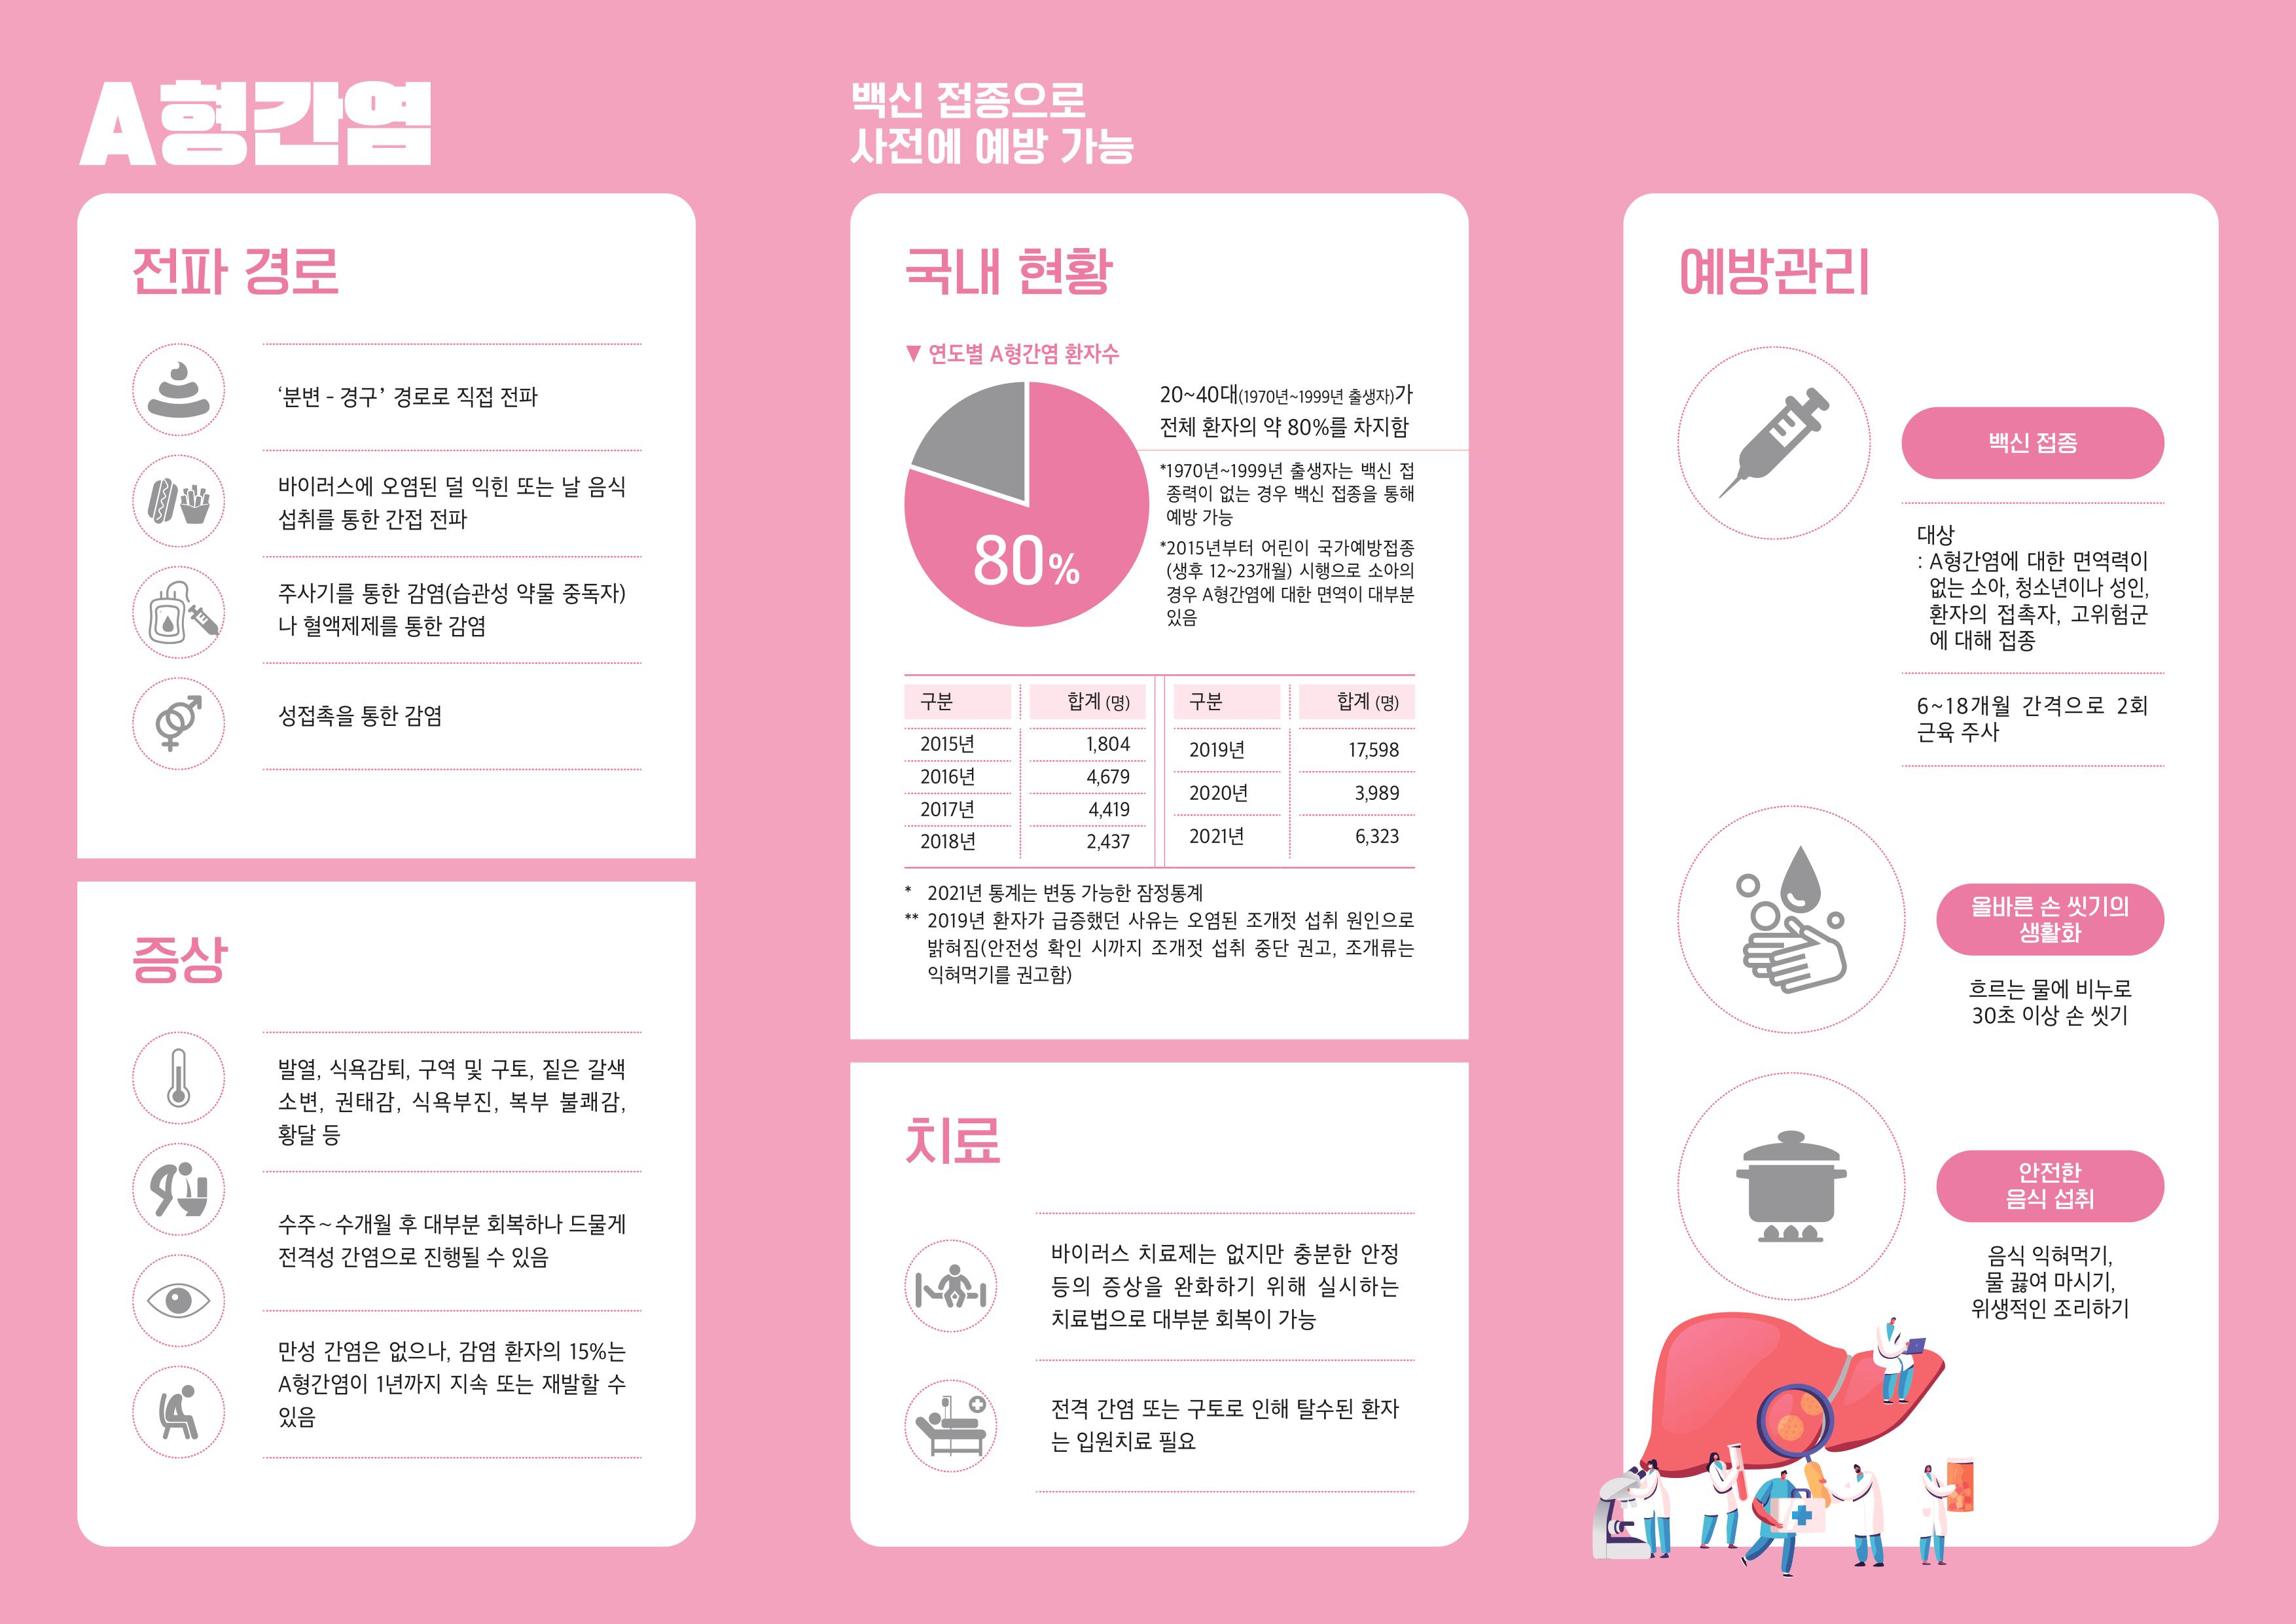 A형간염
전파 경로
‘분변 - 경구’ 경로로 직접 전파
바이러스에 오염된 덜 익힌 또는 날 음식
섭취를 통한 간접 전파
주사기를 통한 감염(습관성 약물 중독자)
나 혈액제제를 통한 감염
성접촉을 통한 감염
증상
발열, 식욕감퇴, 구역 및 구토, 짙은 갈색
소변, 권태감, 식욕부진, 복부 불쾌감,
황달 등
수주~수개월 후 대부분 회복하나 드물게
전격성 간염으로 진행될 수 있음
만성 간염은 없으나, 감염 환자의 15%는
A형간염이 1년까지 지속 또는 재발할 수
있음
백신 접종으로
사전에 예방 가능
국내 현황
▼ 연도별 A형간염 환자수
80%
20~40대(1970년~1999년 출생자)가
전체 환자의 약 80%를 차지함
*1970년~1999년 출생자는 백신 접
종력이 없는 경우 백신 접종을 통해
예방 가능
*2015년부터 어린이 국가예방접종
(생후 12~23개월) 시행으로 소아의
경우 A형간염에 대한 면역이 대부분
있음
구분 합계 (명)
2015년 1,804
2016년 4,679
2017년 4,419
2018년 2,437
구분 합계 (명)
2019년 17,598
2020년 3,989
2021년 6,323
* 2021년 통계는 변동 가능한 잠정통계
** 2019년 환자가 급증했던 사유는 오염된 조개젓 섭취 원인으로
밝혀짐(안전성 확인 시까지 조개젓 섭취 중단 권고, 조개류는
익혀먹기를 권고함)
치료
바이러스 치료제는 없지만 충분한 안정
등의 증상을 완화하기 위해 실시하는
치료법으로 대부분 회복이 가능
전격 간염 또는 구토로 인해 탈수된 환자
는 입원치료 필요
예방관리
백신 접종
대상
: A형간염에 대한 면역력이
없는 소아, 청소년이나 성인,
환자의 접촉자, 고위험군
에 대해 접종
6~18개월 간격으로 2회
근육 주사
올바른 손 씻기의
생활화
흐르는 물에 비누로
30초 이상 손 씻기
안전한
음식 섭취
음식 익혀먹기,
물 끓여 마시기,
위생적인 조리하기